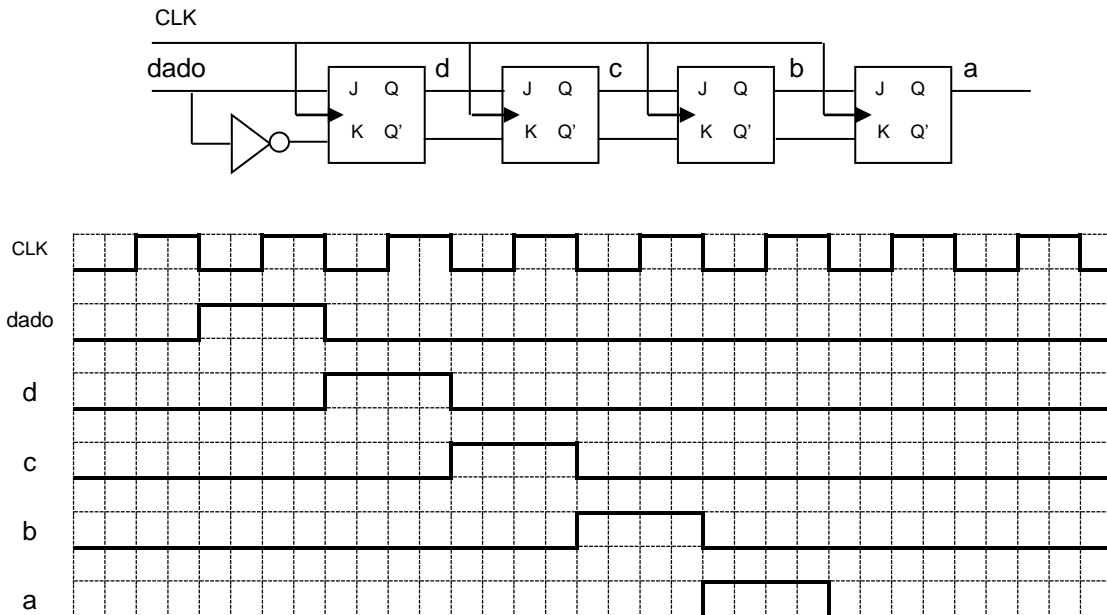 CLK
dado d c b a
J Q J Q J Q J Q
K Q' K Q' K Q' K Q'
CLK
dado
d
c
b
a